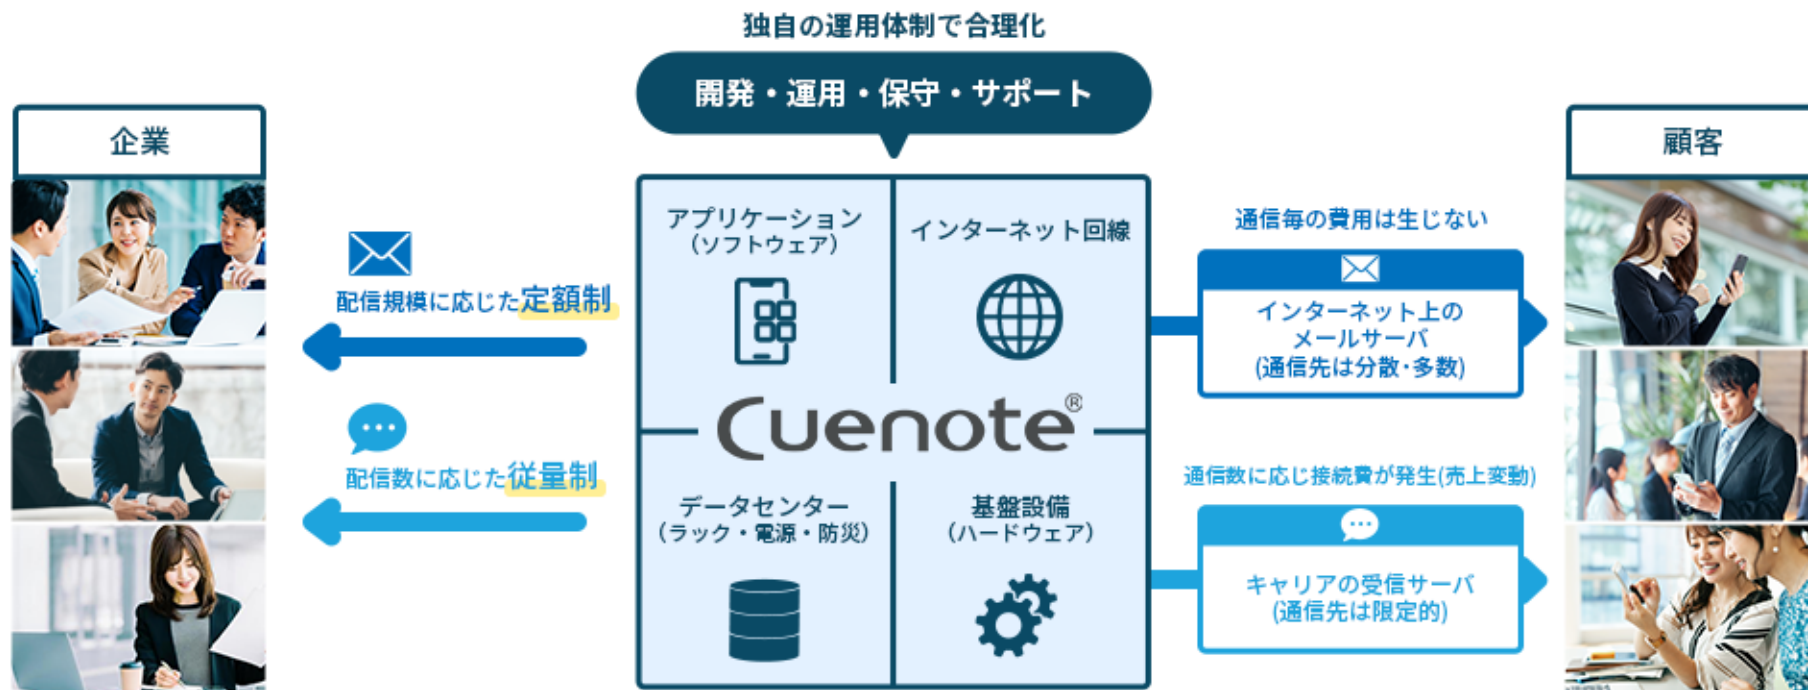 独自の運用体制で合理化
開発・運用・保守・サポート
企業
配信規模に応じた定額制
配信数に応じた従量制
アプリケーション
（ソフトウェア）
インターネット回線
Cuenote®
データセンター
（ラック・電源・防災）
基盤設備
（ハードウェア）
通信毎の費用は生じない
インターネット上の
メールサーバ
(通信先は分散・多数)
通信数に応じ接続費が発生(売上変動)
キャリアの受信サーバ
(通信先は限定的)
顧客